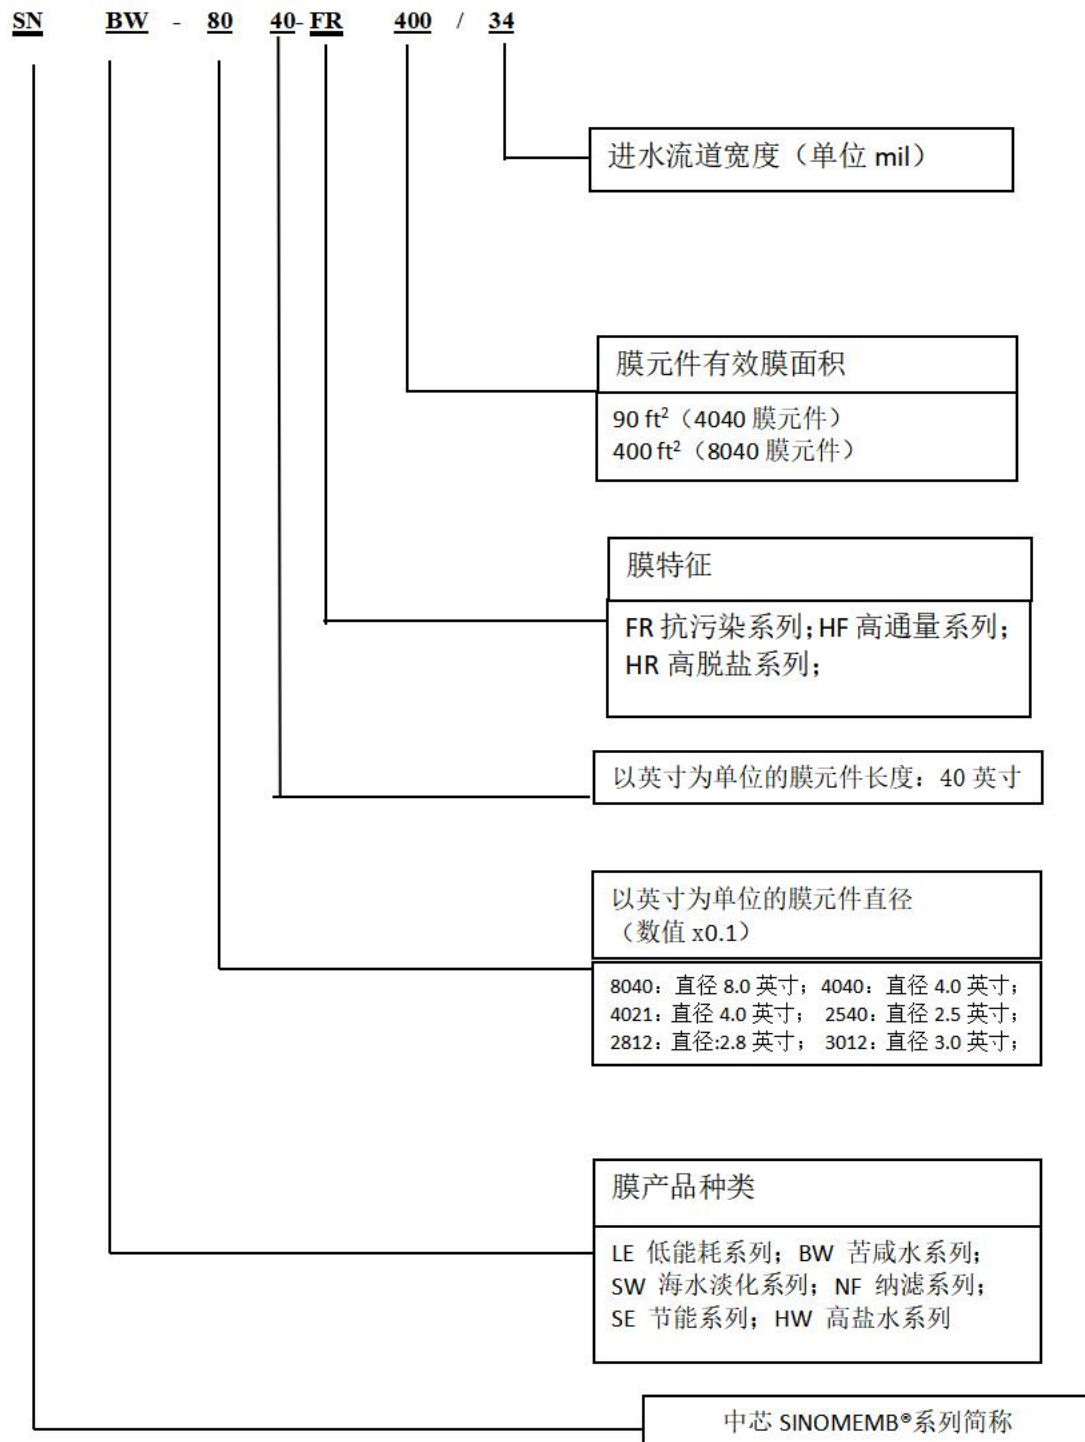 SN BW - 80 40-FR 400 / 34
进水流道宽度（单位 mil）
膜元件有效膜面积
90 ft²（4040 膜元件）
400 ft²（8040 膜元件）
膜特征
FR 抗污染系列；HF 高通量系列；
HR 高脱盐系列；
以英寸为单位的膜元件长度：40 英寸
以英寸为单位的膜元件直径
（数值 x0.1）
8040：直径 8.0 英寸；4040：直径 4.0 英寸；
4021：直径 4.0 英寸； 2540：直径 2.5 英寸；
2812：直径:2.8 英寸； 3012：直径 3.0 英寸；
膜产品种类
LE 低能耗系列；BW 苦咸水系列；
SW 海水淡化系列；NF 纳滤系列；
SE 节能系列；HW 高盐水系列
中芯 SINOMEMB®系列简称